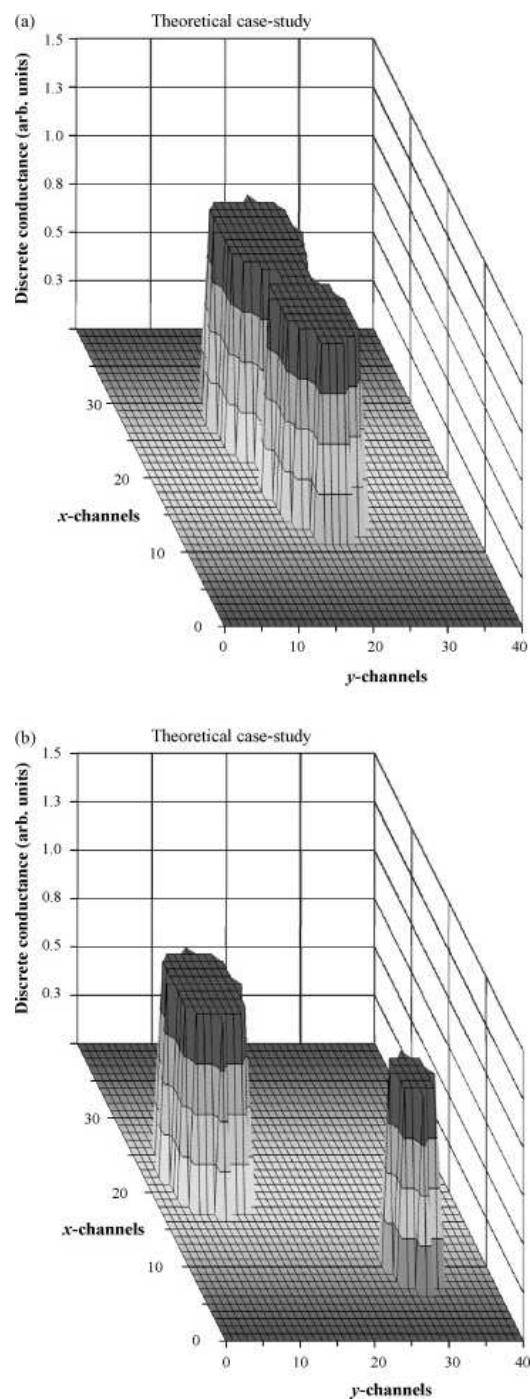 (a)
Theoretical case-study
Discrete conductance (arb. units)
1.5
1.3
1.0
0.8
0.5
0.3
30
20
10
0
x-channels
0 10 20 30 40
y-channels
(b)
Theoretical case-study
Discrete conductance (arb. units)
1.5
1.3
1.0
0.8
0.5
0.3
30
20
10
0
x-channels
0 10 20 30 40
y-channels